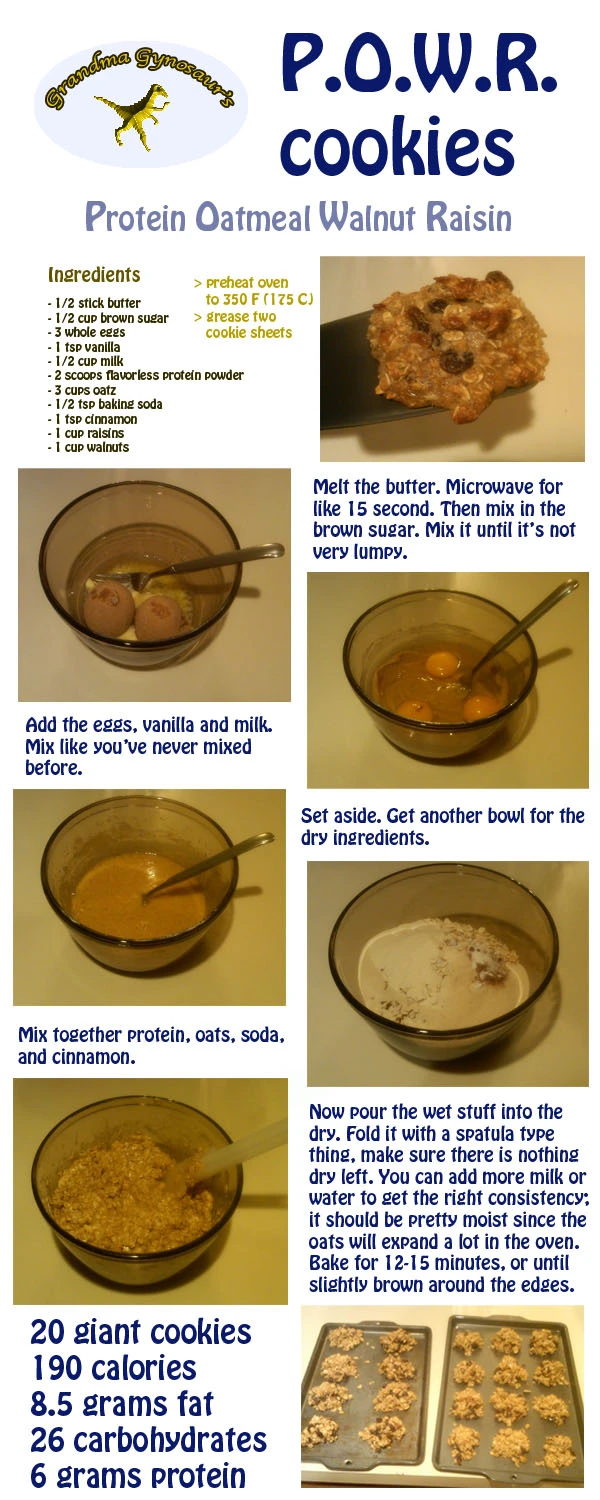 Grandma Gynosaur's
P.O.W.R.
cookies
Protein Oatmeal Walnut Raisin
Ingredients
- 1/2 stick butter
- 1/2 cup brown sugar
- 3 whole eggs
- 1 tsp vanilla
- 1/2 cup milk
- 2 scoops flavorless protein powder
- 3 cups oatz
- 1/2 tsp baking soda
- 1 tsp cinnamon
- 1 cup raisins
- 1 cup walnuts
> preheat oven
to 350 F (175 C)
> grease two
cookie sheets
Melt the butter. Microwave for
like 15 second. Then mix in the
brown sugar. Mix it until it's not
very lumpy.
Add the eggs, vanilla and milk.
Mix like you've never mixed
before.
Set aside. Get another bowl for the
dry ingredients.
Mix together protein, oats, soda,
and cinnamon.
Now pour the wet stuff into the
dry. Fold it with a spatula type
thing, make sure there is nothing
dry left. You can add more milk or
water to get the right consistency;
it should be pretty moist since the
oats will expand a lot in the oven.
Bake for 12-15 minutes, or until
slightly brown around the edges.
20 giant cookies
190 calories
8.5 grams fat
26 carbohydrates
6 grams protein